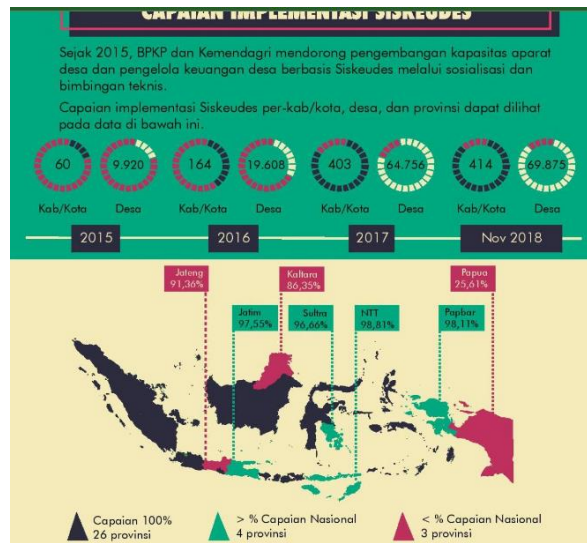 CAPAIAN IMPLEMENTASI SISKEUDES
Sejak 2015, BPKP dan Kemendagri mendorong pengembangan kapasitas aparat
desa dan pengelola keuangan desa berbasis Siskeudes melalui sosialisasi dan
bimbingan teknis.
Capaian implementasi Siskeudes per-kab/kota, desa, dan provinsi dapat dilihat
pada data di bawah ini.
60 9.920 164 19.608 403 64.756 414 69.875
Kab/Kota Desa Kab/Kota Desa Kab/Kota Desa Kab/Kota Desa
2015 2016 2017 Nov 2018
Jateng Kaltara Papua
91,36% 86,35% 25,61%
Jatim Sultra NTT Papbar
97,55% 96,66% 98,81% 98,11%
Capaian 100% > % Capaian Nasional < % Capaian Nasional
26 provinsi 4 provinsi 3 provinsi